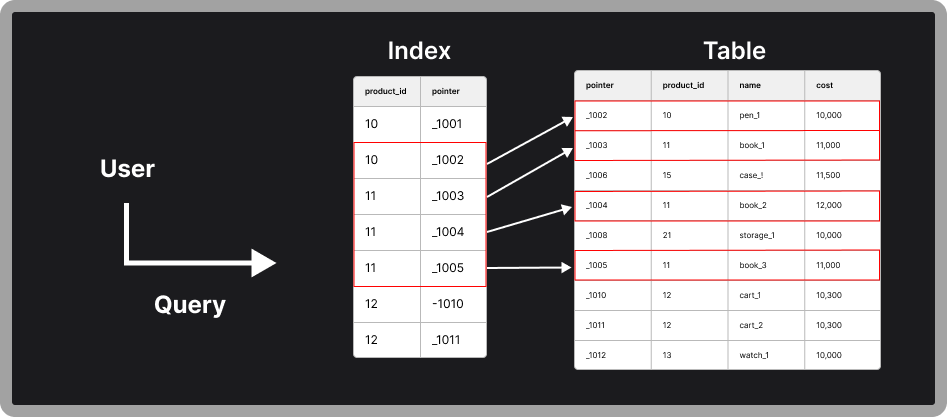 Index
Table
User
Query
product_id pointer
10 _1001
10 _1002
11 _1003
11 _1004
11 _1005
12 -1010
12 _1011
pointer product_id name cost
_1002 10 pen_1 10,000
_1003 11 book_1 11,000
_1006 15 case_! 11,500
_1004 11 book_2 12,000
_1008 21 storage_1 10,000
_1005 11 book_3 11,000
_1010 12 cart_1 10,300
_1011 12 cart_2 10,300
_1012 13 watch_1 10,000